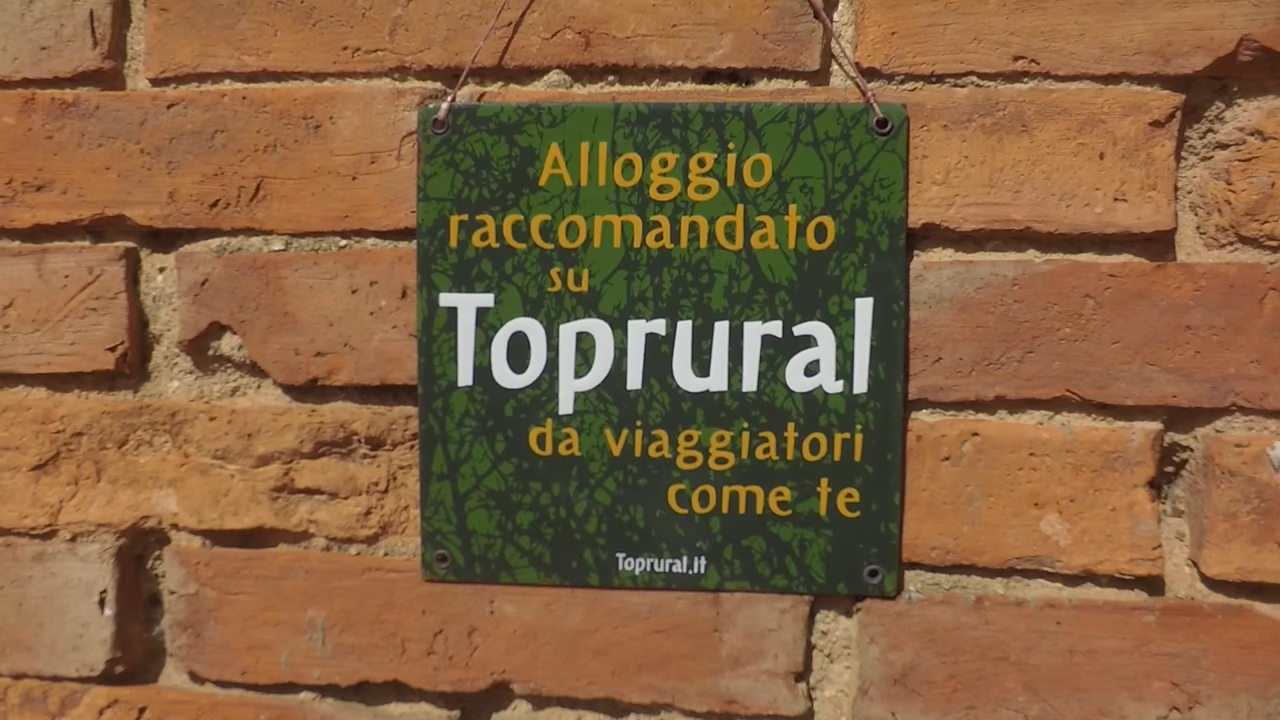 Alloggio
raccomandato
su
Toprural
da viaggiatori
come te
Toprural.it